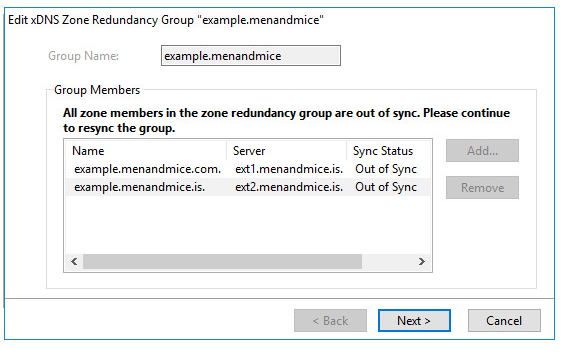 Edit xDNS Zone Redundancy Group "example.menandmice"
Group Name: example.menandmice
Group Members
All zone members in the zone redundancy group are out of sync. Please continue
to resync the group.
Name Server Sync Status
example.menandmice.com. ext1.menandmice.is. Out of Sync
example.menandmice.is. ext2.menandmice.is. Out of Sync
Add...
Remove
< Back Next > Cancel